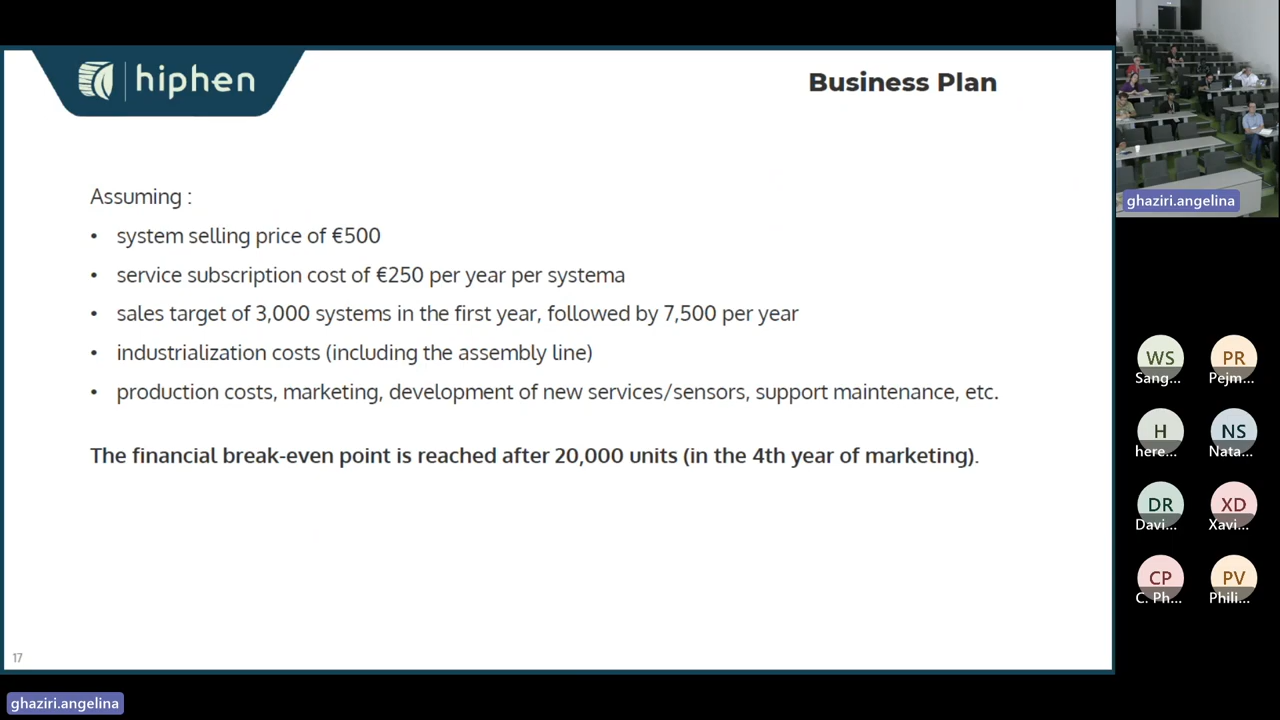 hiphen
Business Plan
Assuming :
• system selling price of €500
• service subscription cost of €250 per year per systema
• sales target of 3,000 systems in the first year, followed by 7,500 per year
• industrialization costs (including the assembly line)
• production costs, marketing, development of new services/sensors, support maintenance, etc.
The financial break-even point is reached after 20,000 units (in the 4th year of marketing).
17
ghaziri.angelina
ghaziri.angelina
WS
Sang...
PR
Pejm...
H
here...
NS
Nata...
DR
Davi...
XD
Xavi...
CP
C. Ph...
PV
Phili...